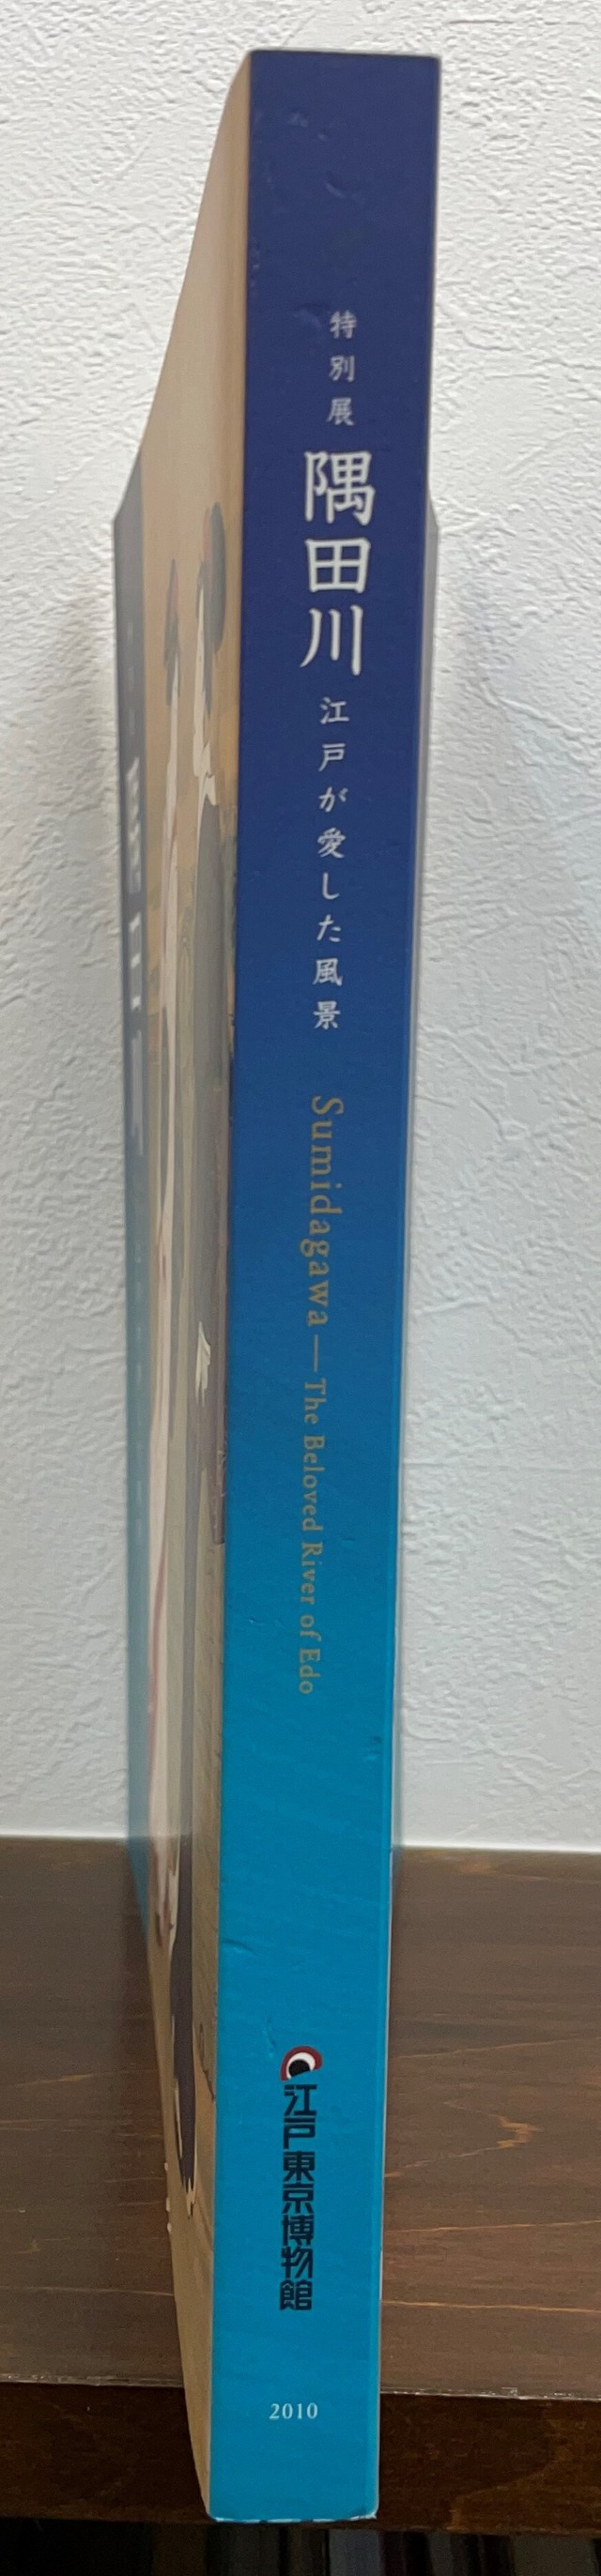 特別展
隅田川
江戸が愛した風景
Sumidagawa — The Beloved River of Edo
江戸東京博物館
2010